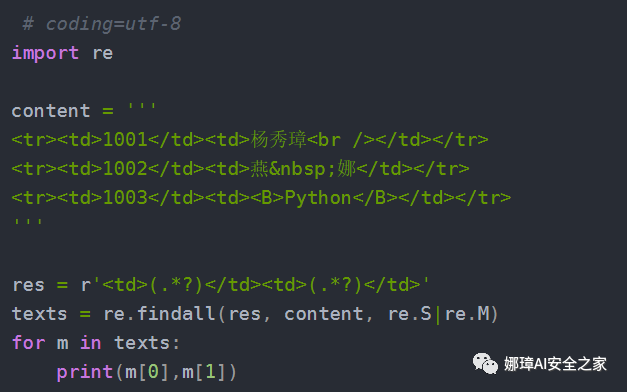 # coding=utf-8
import re
content = '''
<tr><td>1001</td><td>杨秀璋<br /></td></tr>
<tr><td>1002</td><td>燕&nbsp;娜</td></tr>
<tr><td>1003</td><td><B>Python</B></td></tr>
'''
res = r'<td>(.*?)</td><td>(.*?)</td>'
texts = re.findall(res, content, re.S|re.M)
for m in texts:
    print(m[0],m[1])
娜璋AI安全之家